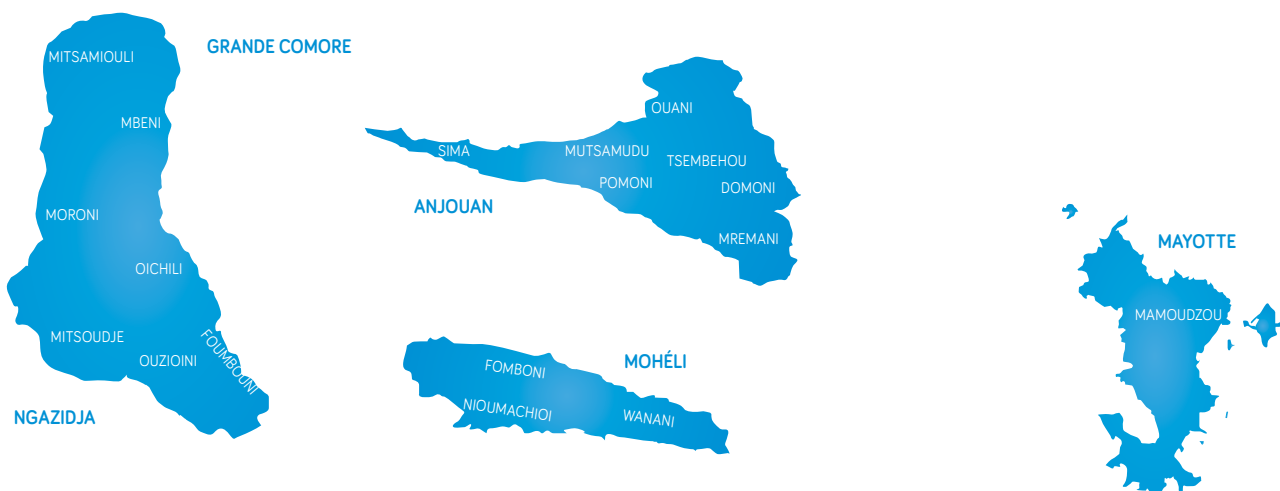 GRANDE COMORE
MITSAMIOULI
MBENI
MORONI
OICHILI
MITSOUDJE
OUZIOINI
FOUMBOUNI
NGAZIDJA
OUANI
SIMA
MUTSAMUDU
TSEMBEHOU
POMONI
DOMONI
ANJOUAN
MREMANI
MOHÉLI
FOMBONI
NIOUMACHIOI
WANANI
MAYOTTE
MAMOUDZOU